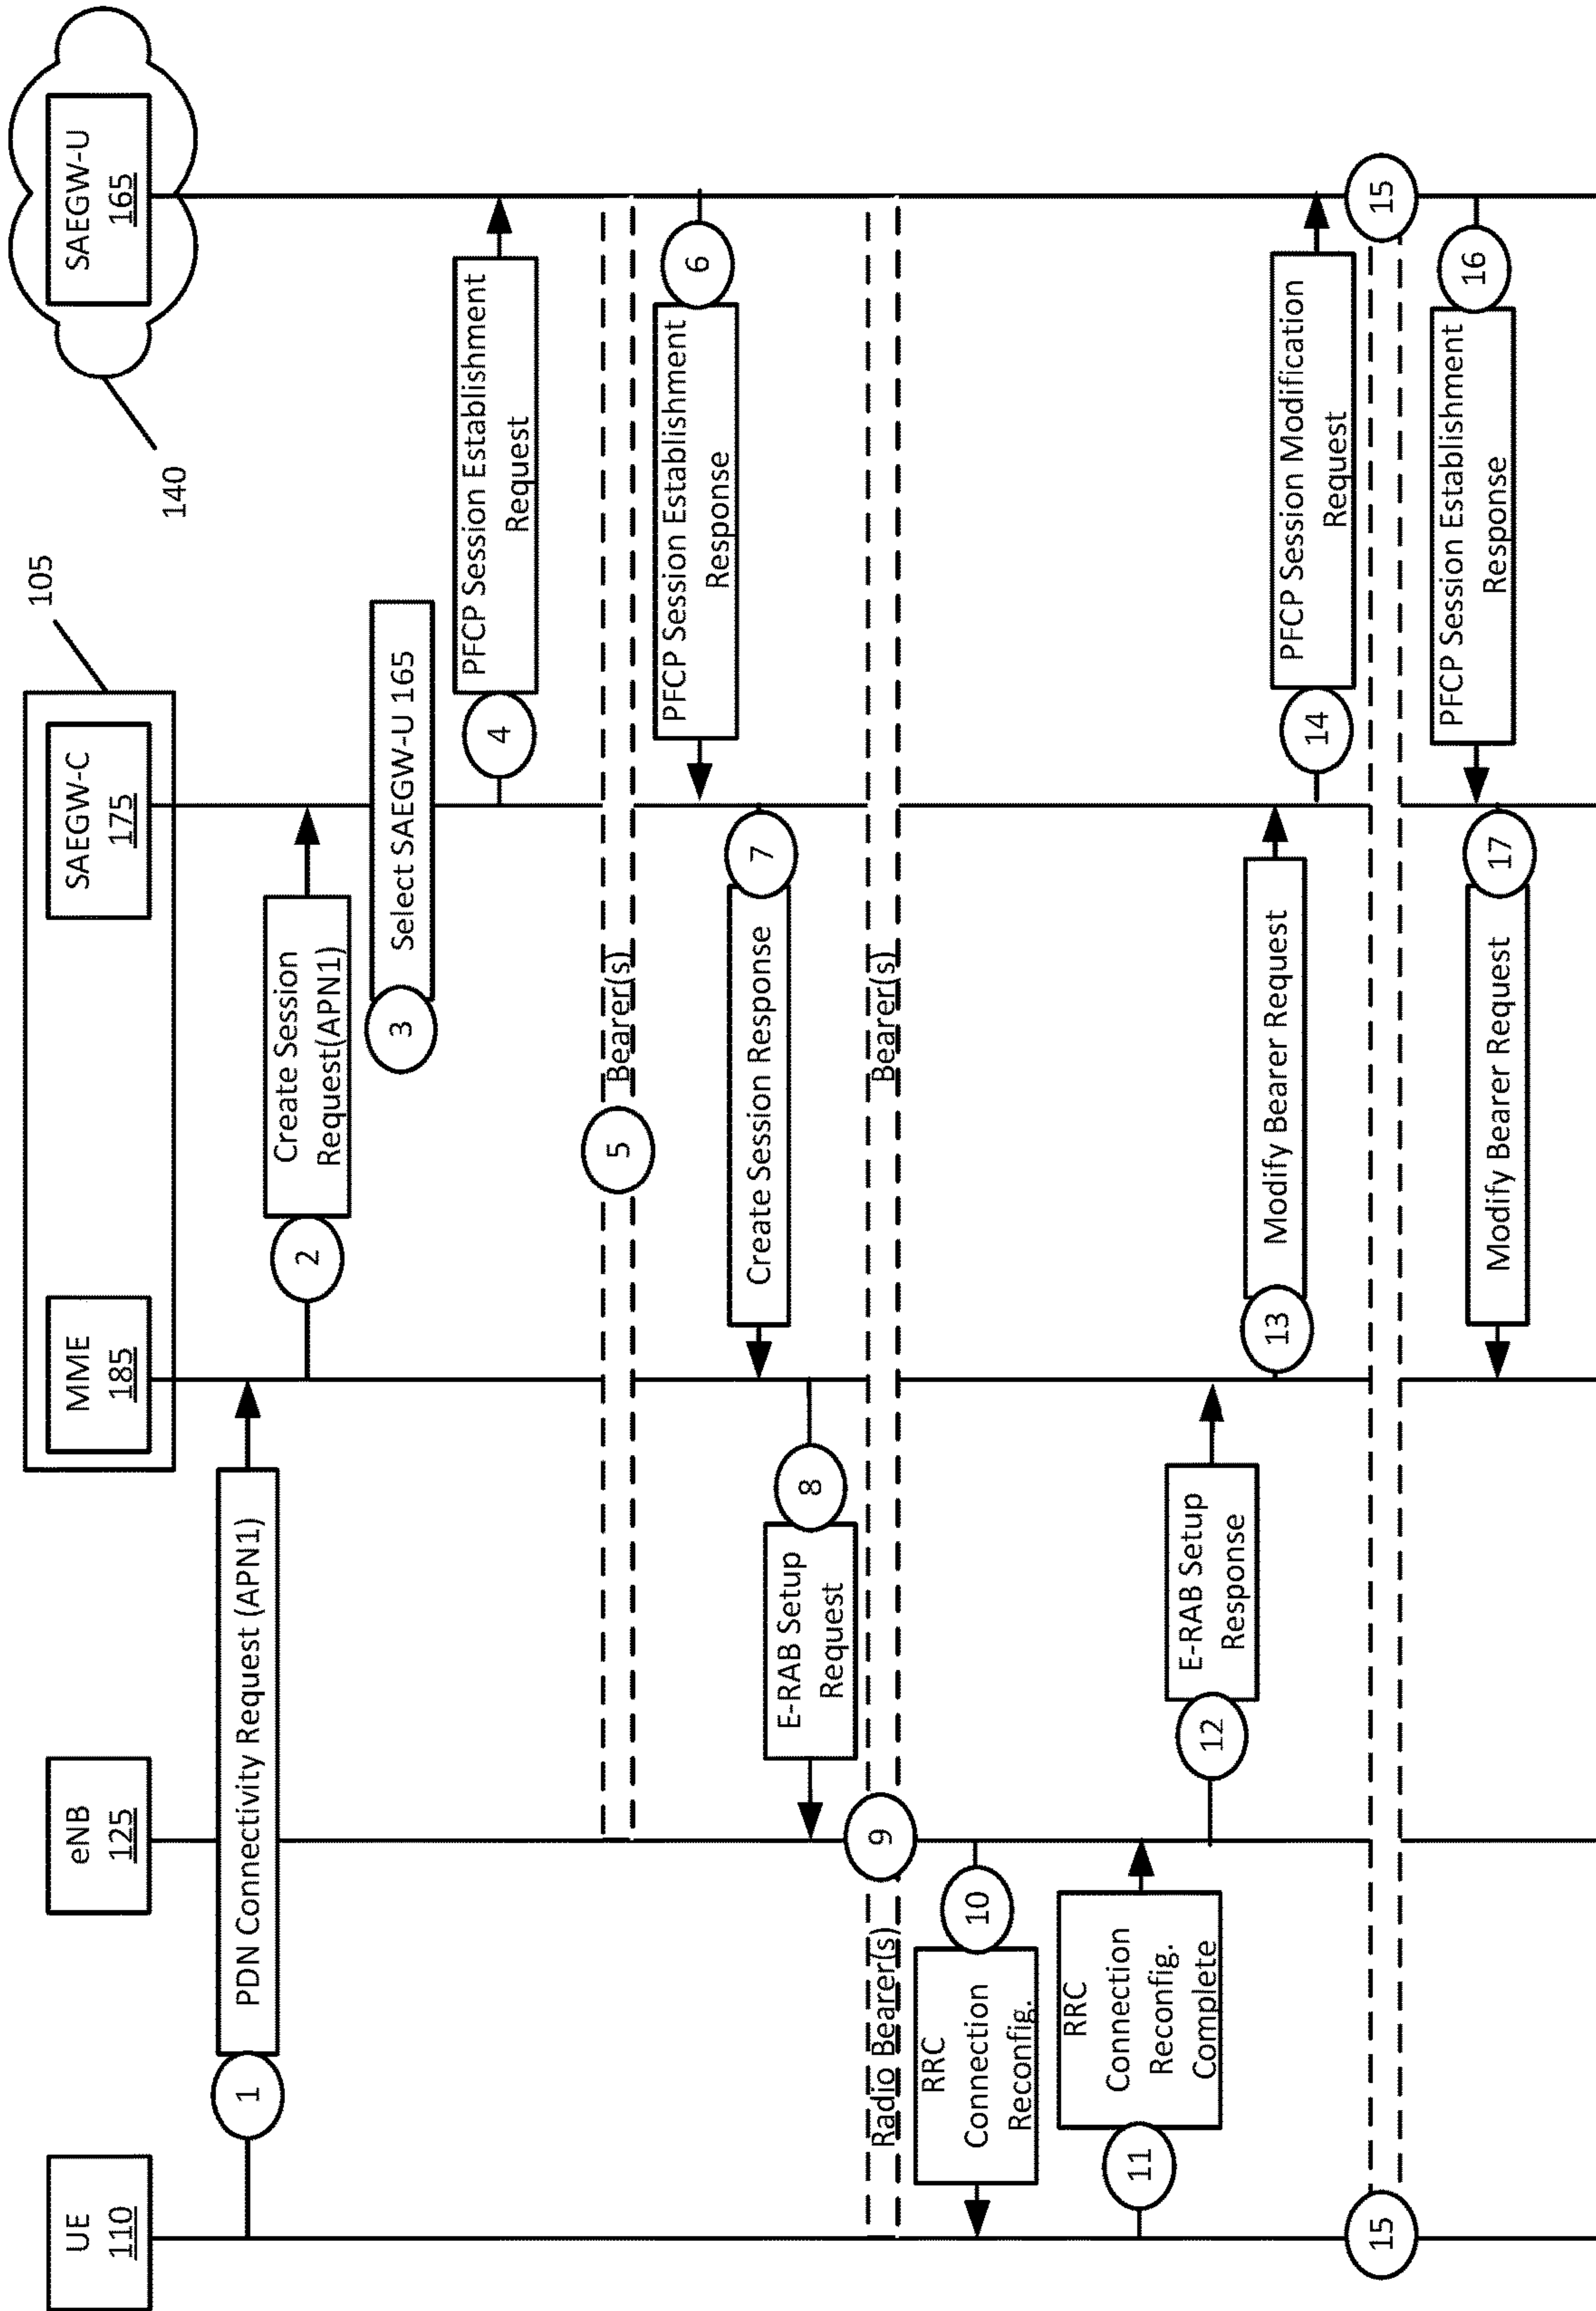 UE
110
eNB
125
MME
185
SAEGW-C
175
SAEGW-U
165
105
140
1
PDN Connectivity Request (APN1)
2
Create Session
Request(APN1)
3
Select SAEGW-U 165
4
PFCP Session Establishment
Request
5
Bearer(s)
PFCP Session Establishment
Response
6
Create Session Response
7
E-RAB Setup
Request
8
Radio Bearer(s)
9
Bearer(s)
RRC
Connection
Reconfig.
10
11
RRC
Connection
Reconfig.
Complete
12
E-RAB Setup
Response
13
Modify Bearer Request
14
PFCP Session Modification
Request
15
15
PFCP Session Establishment
Response
16
Modify Bearer Request
17